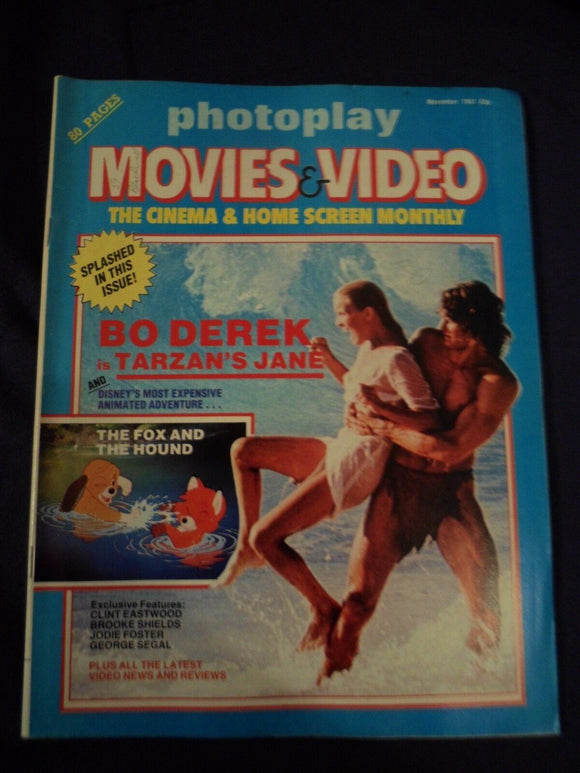 80 PAGES
November 1981
photoplay
MOVIES & VIDEO
THE CINEMA & HOME SCREEN MONTHLY
SPLASHED
IN THIS
ISSUE!
BO DEREK
is TARZAN'S JANE
AND
DISNEY'S MOST EXPENSIVE
ANIMATED ADVENTURE . . .
THE FOX AND
THE HOUND
Exclusive Features:
CLINT EASTWOOD
BROOKE SHIELDS
JODIE FOSTER
GEORGE SEGAL
PLUS ALL THE LATEST
VIDEO NEWS AND REVIEWS